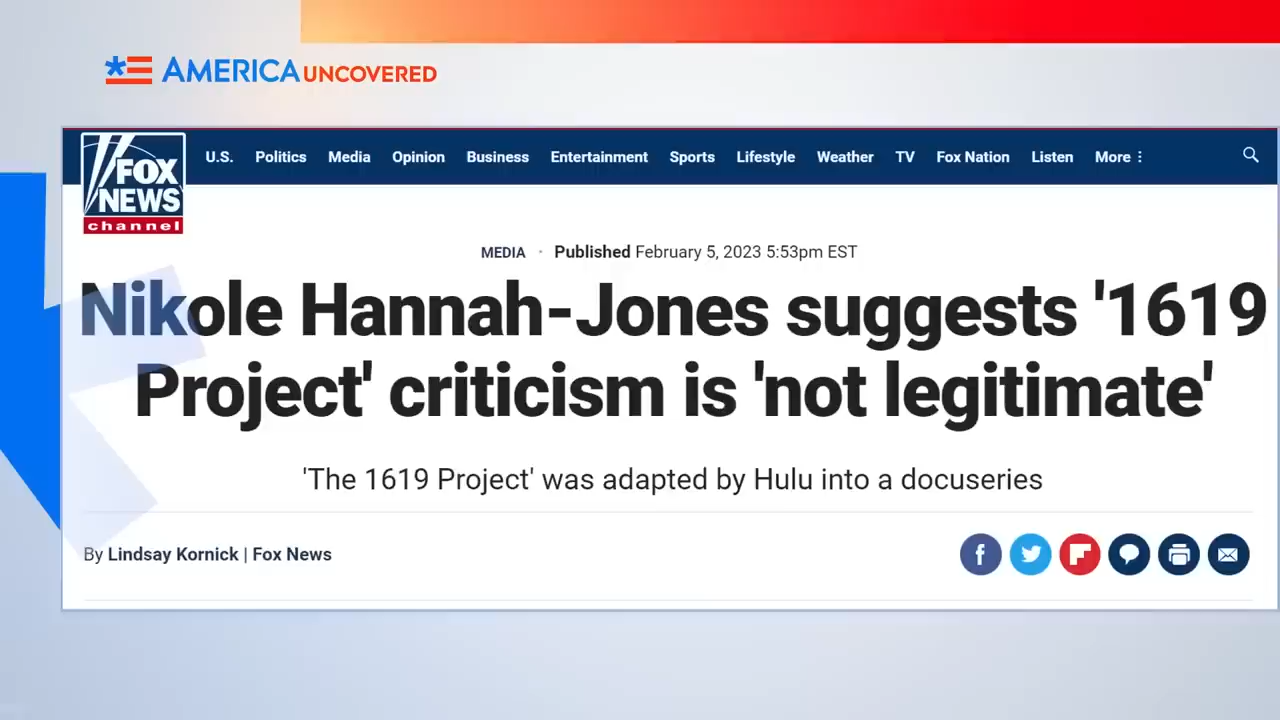 AMERICA UNCOVERED
FOX NEWS channel
U.S. Politics Media Opinion Business Entertainment Sports Lifestyle Weather TV Fox Nation Listen More
MEDIA · Published February 5, 2023 5:53pm EST
Nikole Hannah-Jones suggests '1619
Project' criticism is 'not legitimate'
'The 1619 Project' was adapted by Hulu into a docuseries
By Lindsay Kornick | Fox News